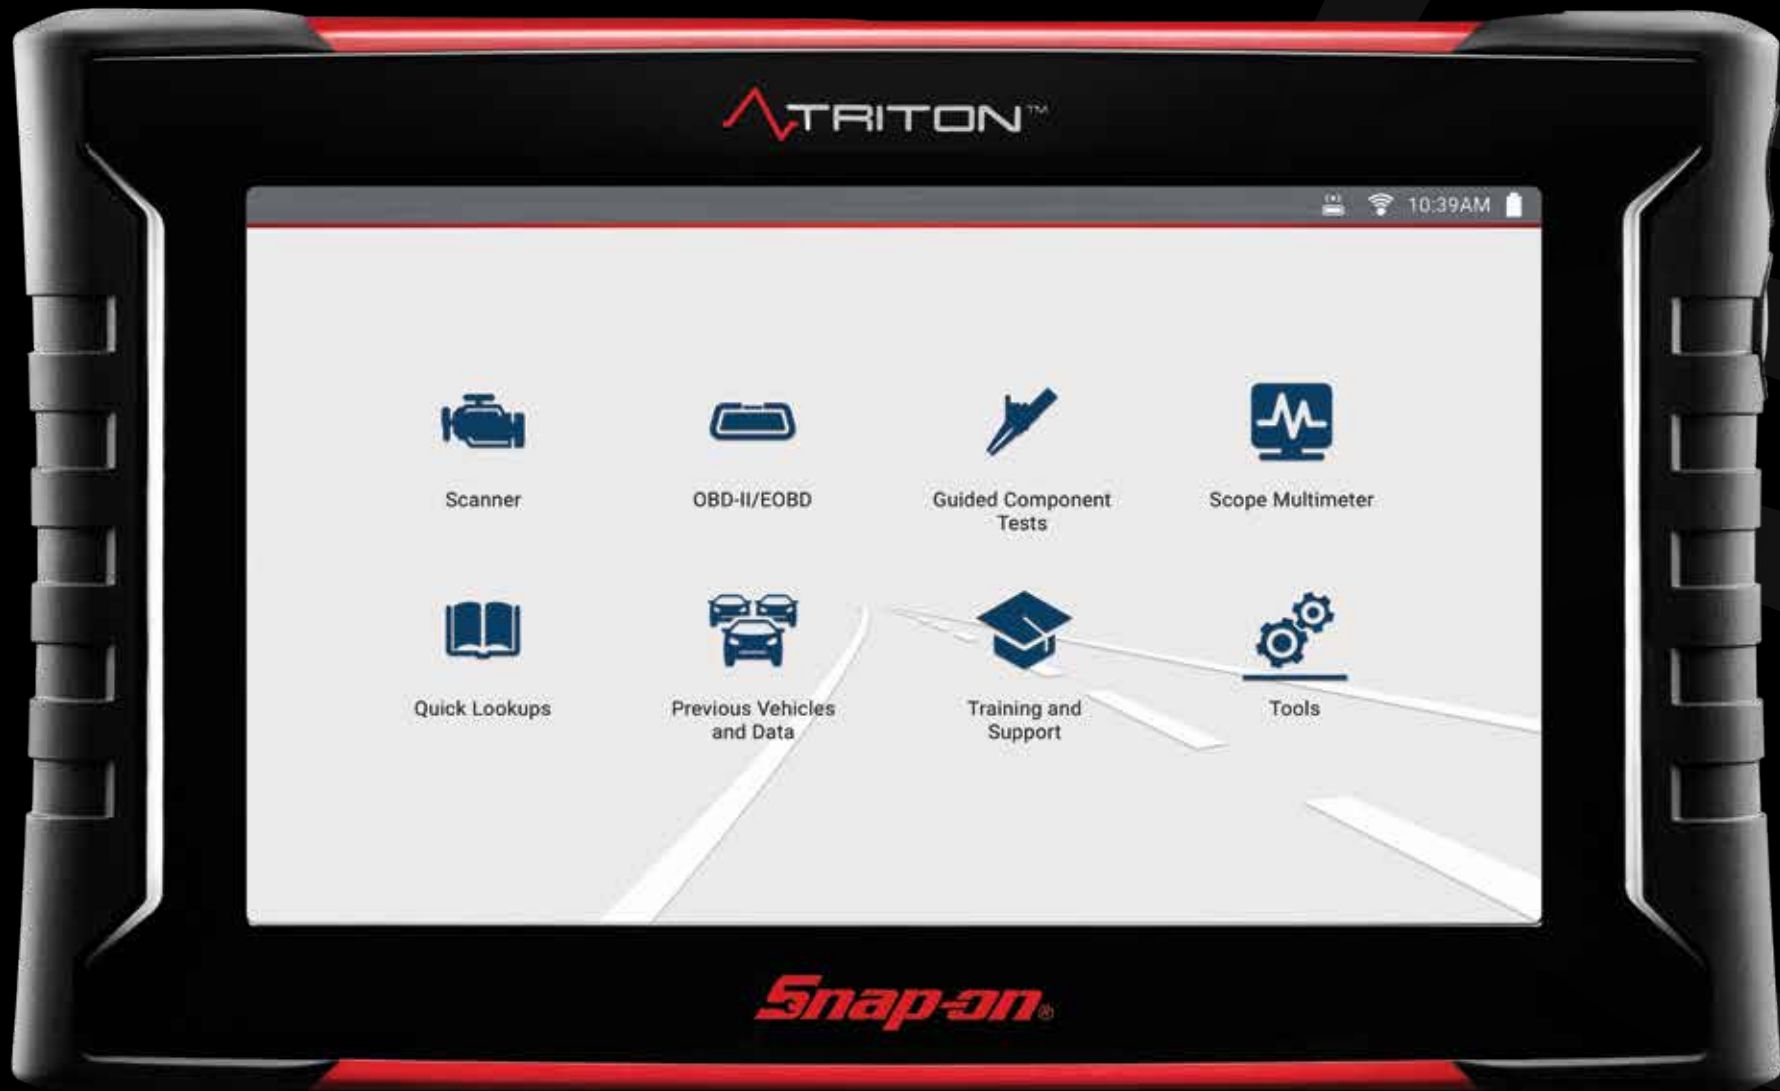 TRITON™
10:39AM
Scanner
OBD-II/EOBD
Guided Component
Tests
Scope Multimeter
Quick Lookups
Previous Vehicles
and Data
Training and
Support
Tools
Snap-on®